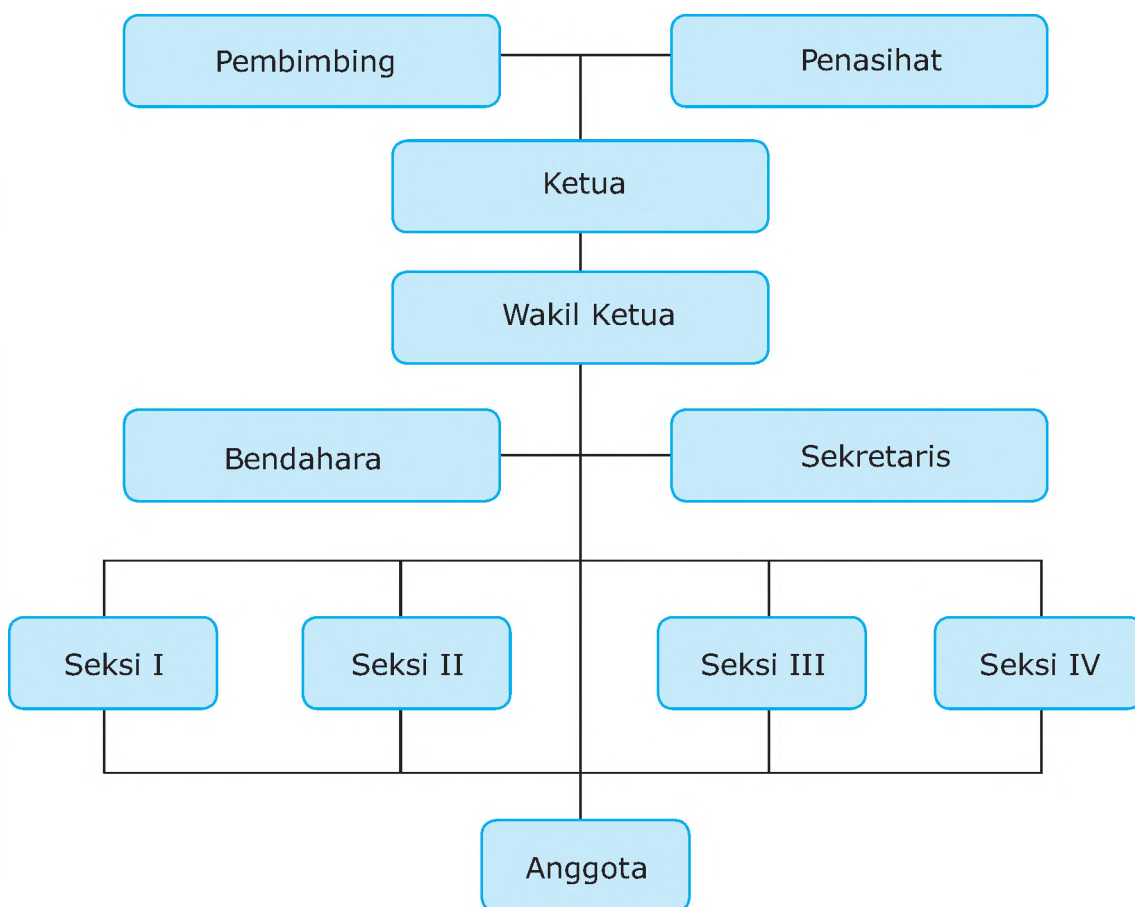 Pembimbing
Penasihat
Ketua
Wakil Ketua
Bendahara
Sekretaris
Seksi I
Seksi II
Seksi III
Seksi IV
Anggota